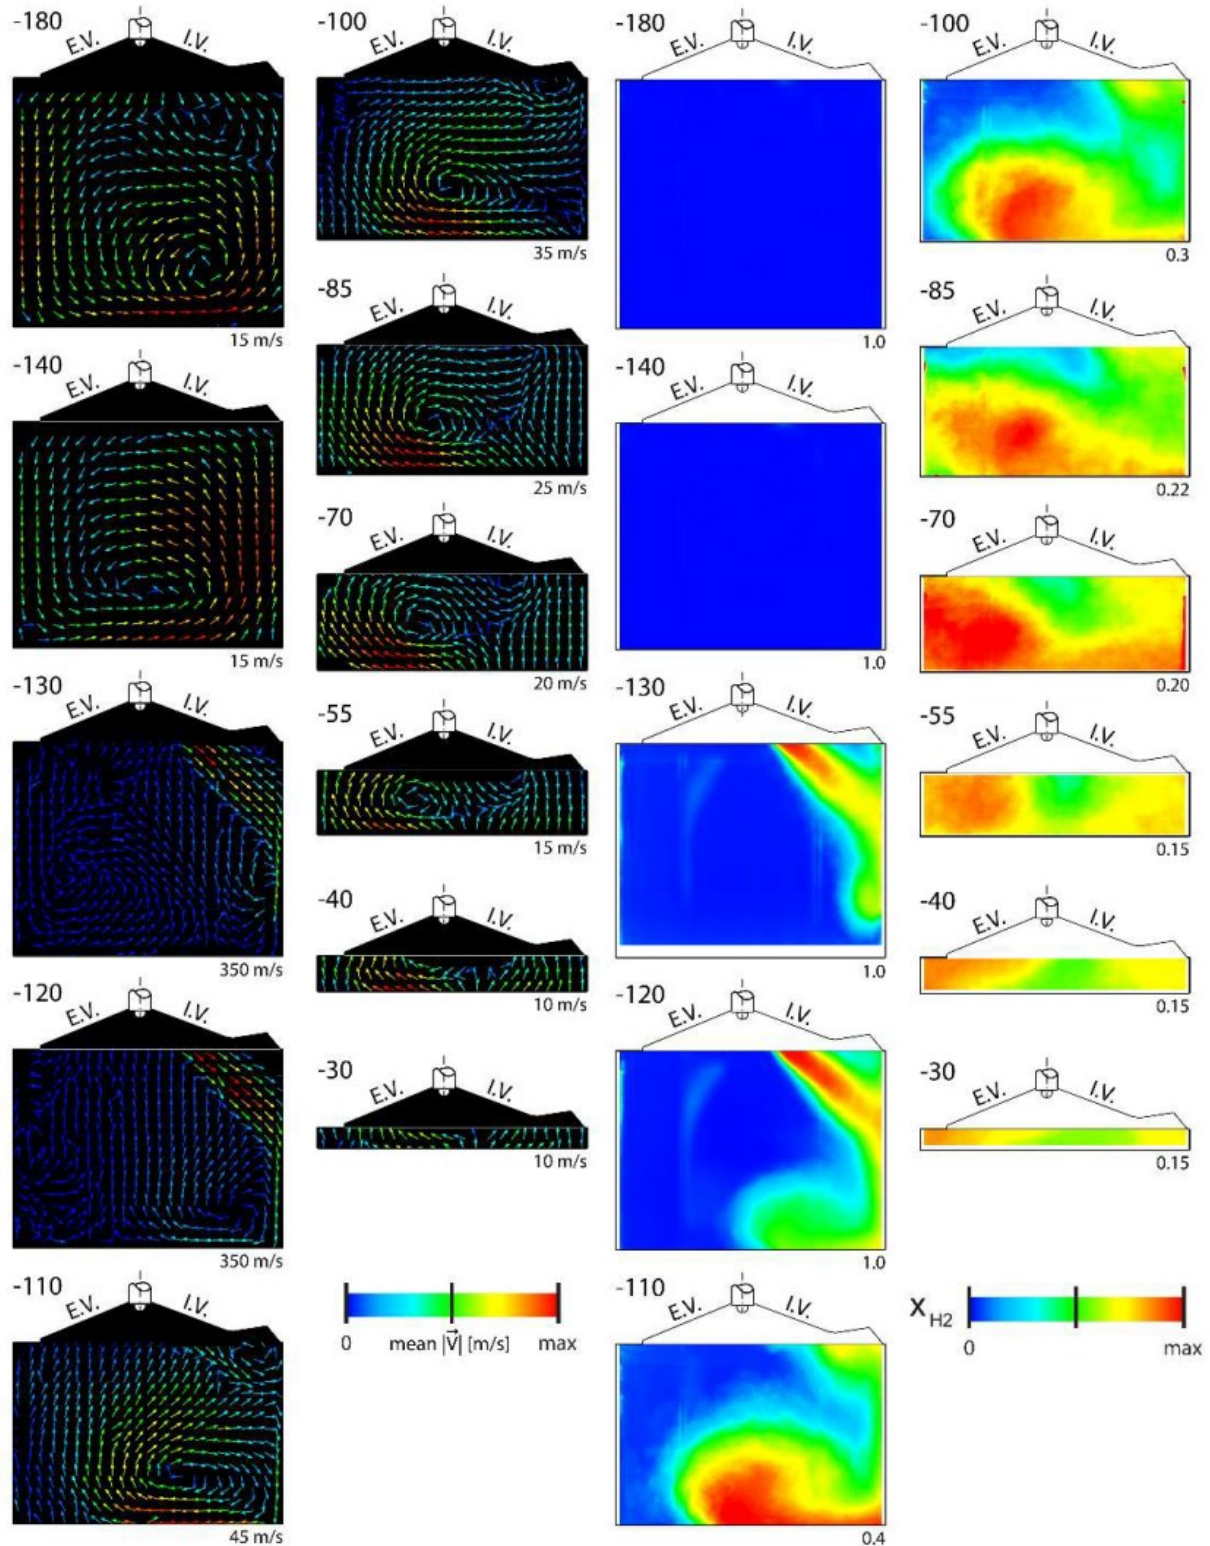 -180
E.V. I.V.
15 m/s
-140
E.V. I.V.
15 m/s
-130
E.V. I.V.
350 m/s
-120
E.V. I.V.
350 m/s
-110
E.V. I.V.
45 m/s
-100
E.V. I.V.
35 m/s
-85
E.V. I.V.
25 m/s
-70
E.V. I.V.
20 m/s
-55
E.V. I.V.
15 m/s
-40
E.V. I.V.
10 m/s
-30
E.V. I.V.
10 m/s
0 mean |V⃗| [m/s] max
-180
E.V. I.V.
1.0
-140
E.V. I.V.
1.0
-130
E.V. I.V.
1.0
-120
E.V. I.V.
1.0
-110
E.V. I.V.
0.4
-100
E.V. I.V.
0.3
-85
E.V. I.V.
0.22
-70
E.V. I.V.
0.20
-55
E.V. I.V.
0.15
-40
E.V. I.V.
0.15
-30
E.V. I.V.
0.15
X H2
0 max